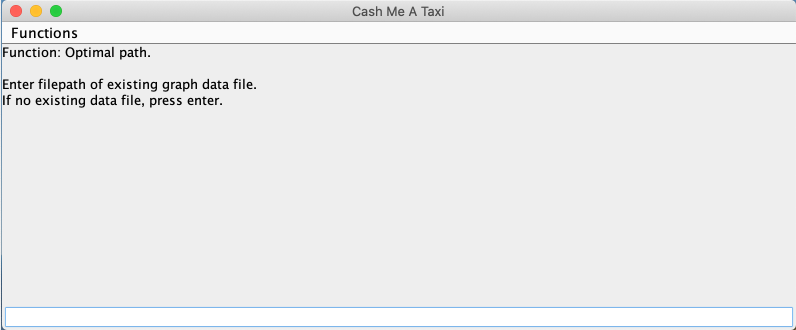 Cash Me A Taxi
Functions
Function: Optimal path.
Enter filepath of existing graph data file.
If no existing data file, press enter.